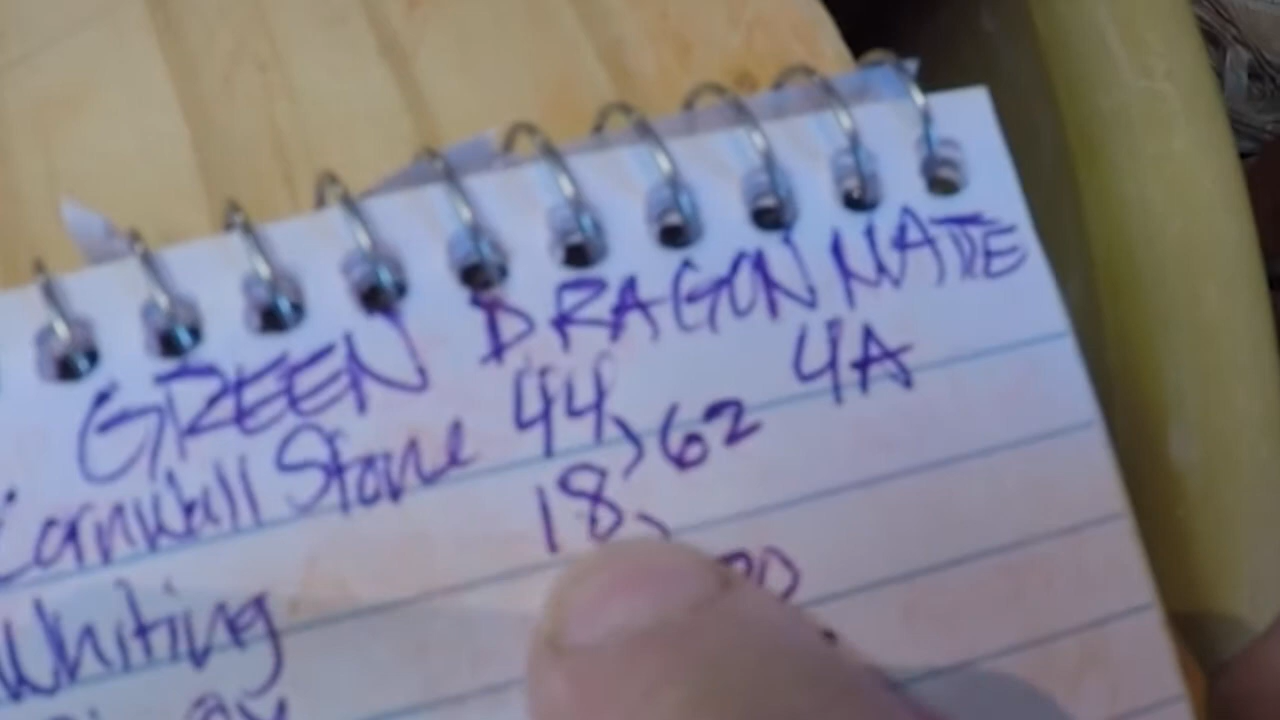 GREEN DRAGON MATTE
4A
Cornwall Stone 44
62
Whiting 18